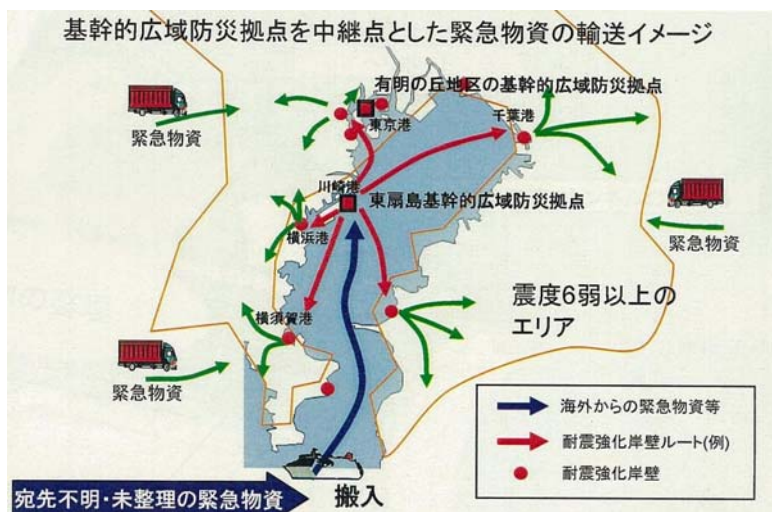 基幹的広域防災拠点を中継点とした緊急物資の輸送イメージ
有明の丘地区の基幹的広域防災拠点
東京港
千葉港
緊急物資
川崎港
東扇島基幹的広域防災拠点
横浜港
緊急物資
震度6弱以上の
エリア
横須賀港
緊急物資
海外からの緊急物資等
耐震強化岸壁ルート(例)
耐震強化岸壁
宛先不明・未整理の緊急物資
搬入